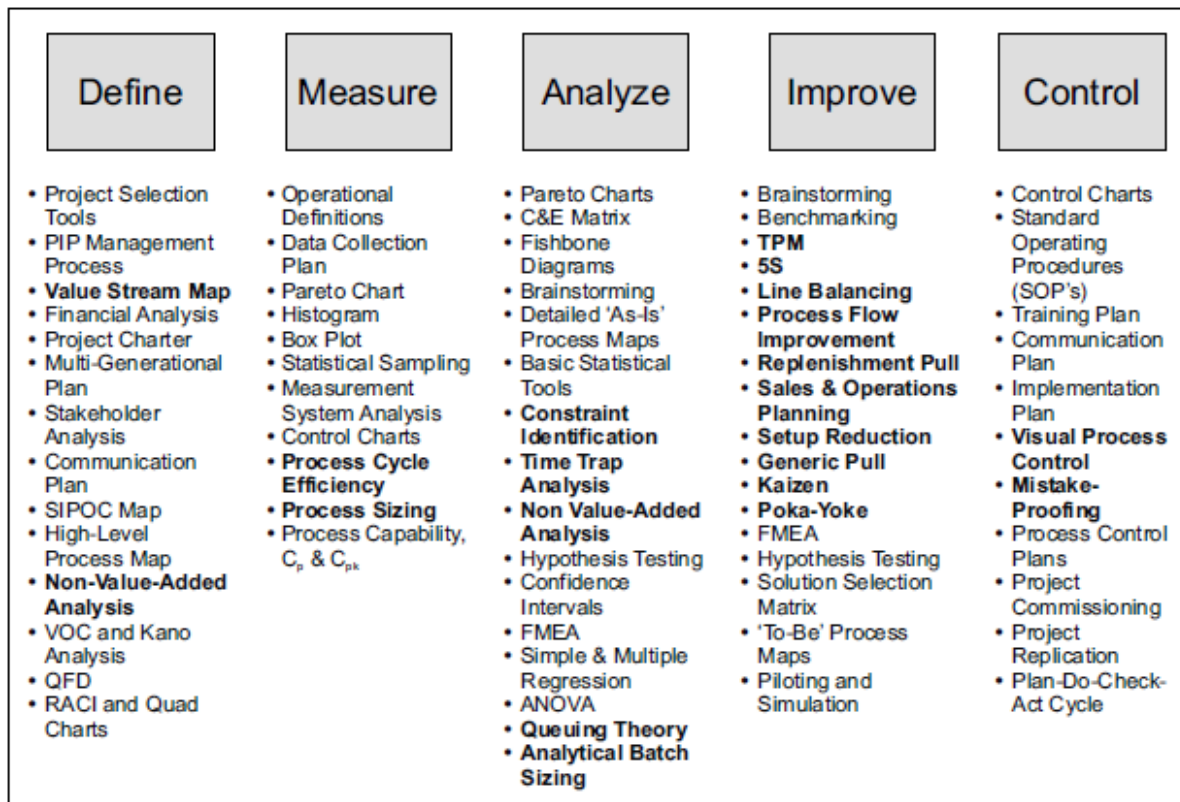 Define
Measure
Analyze
Improve
Control
• Project Selection
Tools
• PIP Management
Process
• Value Stream Map
• Financial Analysis
• Project Charter
• Multi-Generational
Plan
• Stakeholder
Analysis
• Communication
Plan
• SIPOC Map
• High-Level
Process Map
• Non-Value-Added
Analysis
• VOC and Kano
Analysis
• QFD
• RACI and Quad
Charts
• Operational
Definitions
• Data Collection
Plan
• Pareto Chart
• Histogram
• Box Plot
• Statistical Sampling
• Measurement
System Analysis
• Control Charts
• Process Cycle
Efficiency
• Process Sizing
• Process Capability,
Cp & Cpk
• Pareto Charts
• C&E Matrix
• Fishbone
Diagrams
• Brainstorming
• Detailed ‘As-Is’
Process Maps
• Basic Statistical
Tools
• Constraint
Identification
• Time Trap
Analysis
• Non Value-Added
Analysis
• Hypothesis Testing
• Confidence
Intervals
• FMEA
• Simple & Multiple
Regression
• ANOVA
• Queuing Theory
• Analytical Batch
Sizing
• Brainstorming
• Benchmarking
• TPM
• 5S
• Line Balancing
• Process Flow
Improvement
• Replenishment Pull
• Sales & Operations
Planning
• Setup Reduction
• Generic Pull
• Kaizen
• Poka-Yoke
• FMEA
• Hypothesis Testing
• Solution Selection
Matrix
• ‘To-Be’ Process
Maps
• Piloting and
Simulation
• Control Charts
• Standard
Operating
Procedures
(SOP’s)
• Training Plan
• Communication
Plan
• Implementation
Plan
• Visual Process
Control
• Mistake-
Proofing
• Process Control
Plans
• Project
Commissioning
• Project
Replication
• Plan-Do-Check-
Act Cycle